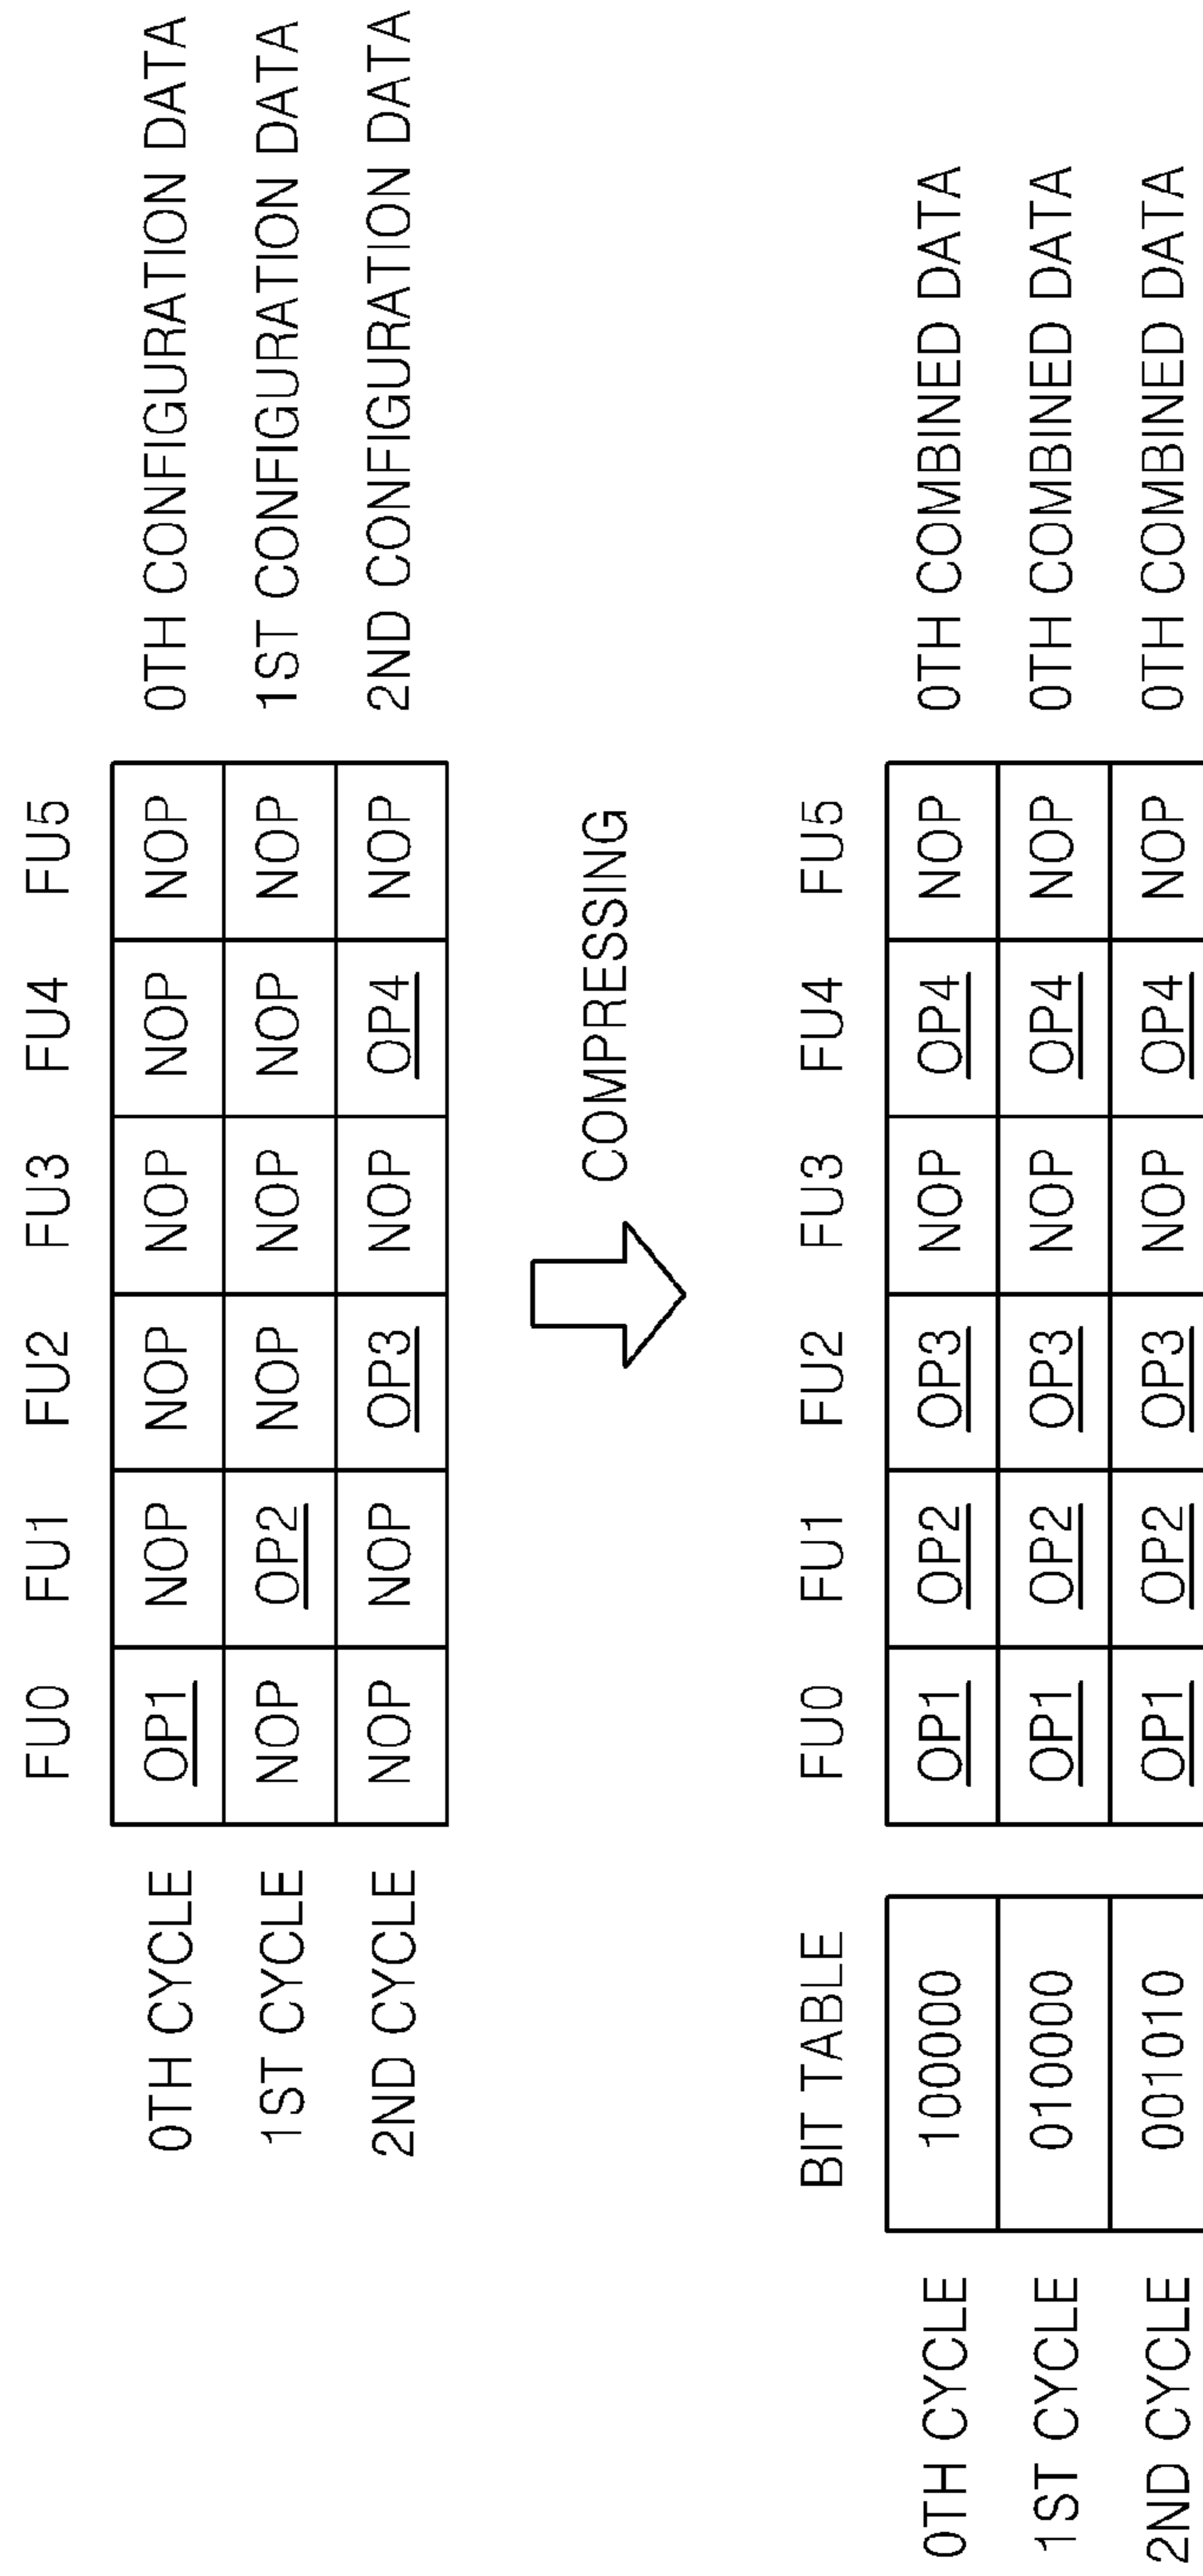 FU0 FU1 FU2 FU3 FU4 FU5
0TH CYCLE OP1 NOP NOP NOP NOP NOP 0TH CONFIGURATION DATA
1ST CYCLE NOP OP2 NOP NOP NOP NOP 1ST CONFIGURATION DATA
2ND CYCLE NOP NOP OP3 NOP OP4 NOP 2ND CONFIGURATION DATA
COMPRESSING
BIT TABLE FU0 FU1 FU2 FU3 FU4 FU5
0TH CYCLE 100000 OP1 OP2 OP3 NOP OP4 NOP 0TH COMBINED DATA
1ST CYCLE 010000 OP1 OP2 OP3 NOP OP4 NOP 0TH COMBINED DATA
2ND CYCLE 001010 OP1 OP2 OP3 NOP OP4 NOP 0TH COMBINED DATA